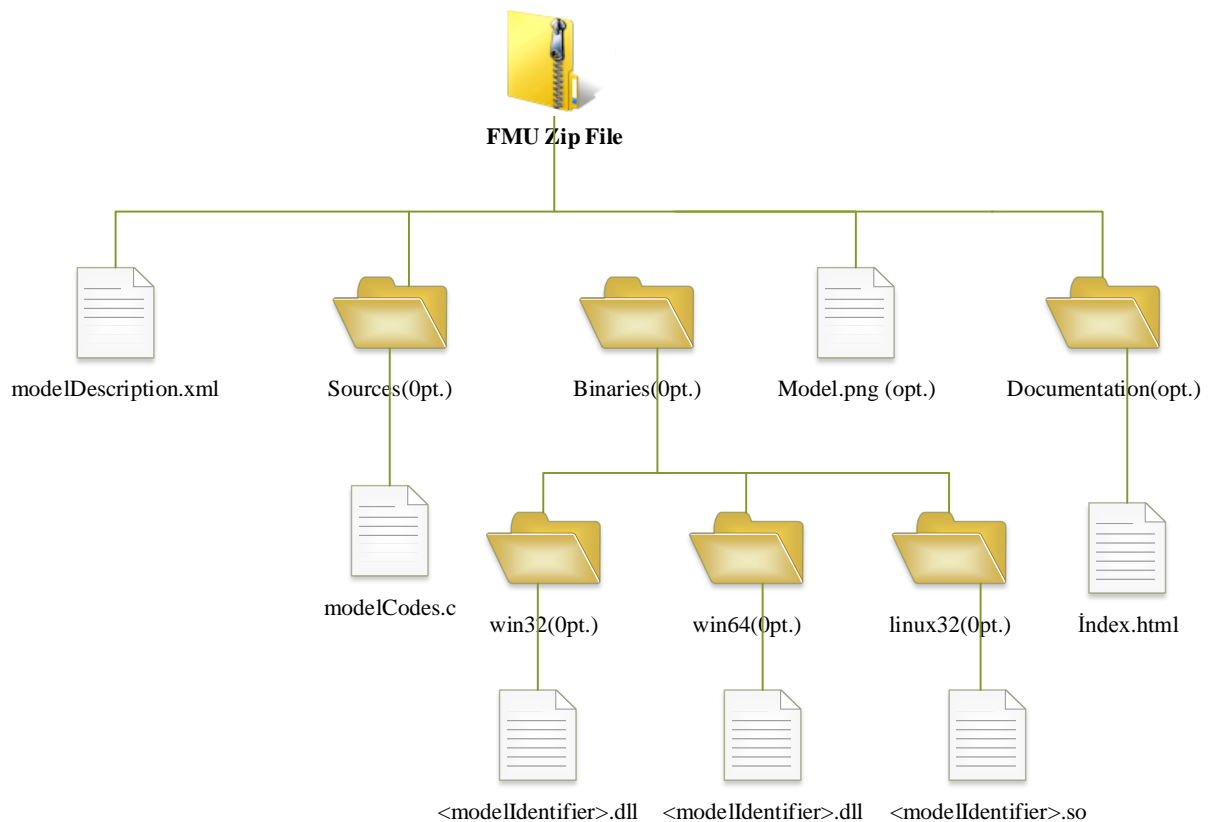 FMU Zip File
modelDescription.xml
Sources(0pt.)
Binaries(0pt.)
Model.png (opt.)
Documentation(opt.)
modelCodes.c
win32(0pt.)
win64(0pt.)
linux32(0pt.)
İndex.html
<modelIdentifier>.dll
<modelIdentifier>.dll
<modelIdentifier>.so